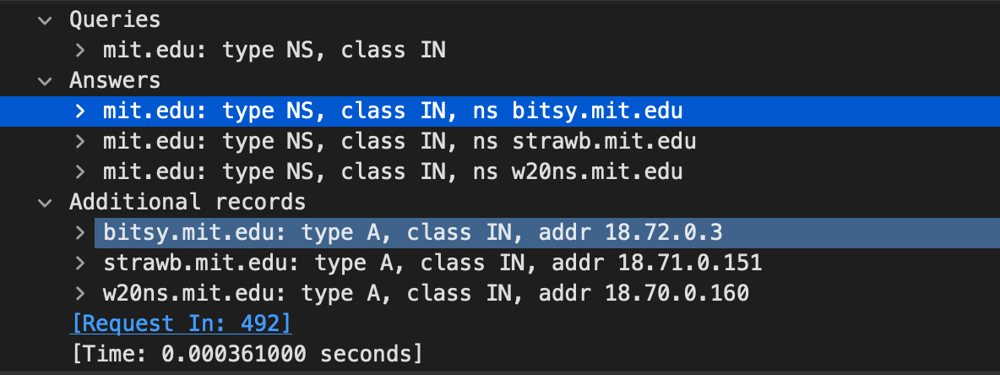 Queries
mit.edu: type NS, class IN
Answers
mit.edu: type NS, class IN, ns bitsy.mit.edu
mit.edu: type NS, class IN, ns strawb.mit.edu
mit.edu: type NS, class IN, ns w20ns.mit.edu
Additional records
bitsy.mit.edu: type A, class IN, addr 18.72.0.3
strawb.mit.edu: type A, class IN, addr 18.71.0.151
w20ns.mit.edu: type A, class IN, addr 18.70.0.160
[Request In: 492]
[Time: 0.000361000 seconds]